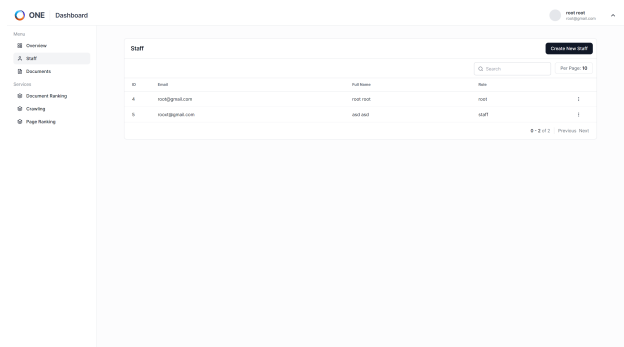 ONE Dashboard
root root
root@gmail.com
Menu
Overview
Staff
Documents
Services
Document Ranking
Crawling
Page Ranking
Staff
Create New Staff
Search
Per Page: 10
ID Email Full Name Role
4 root@gmail.com root root root
5 rooot@gmail.com asd asd staff
0 - 2 of 2 Previous Next